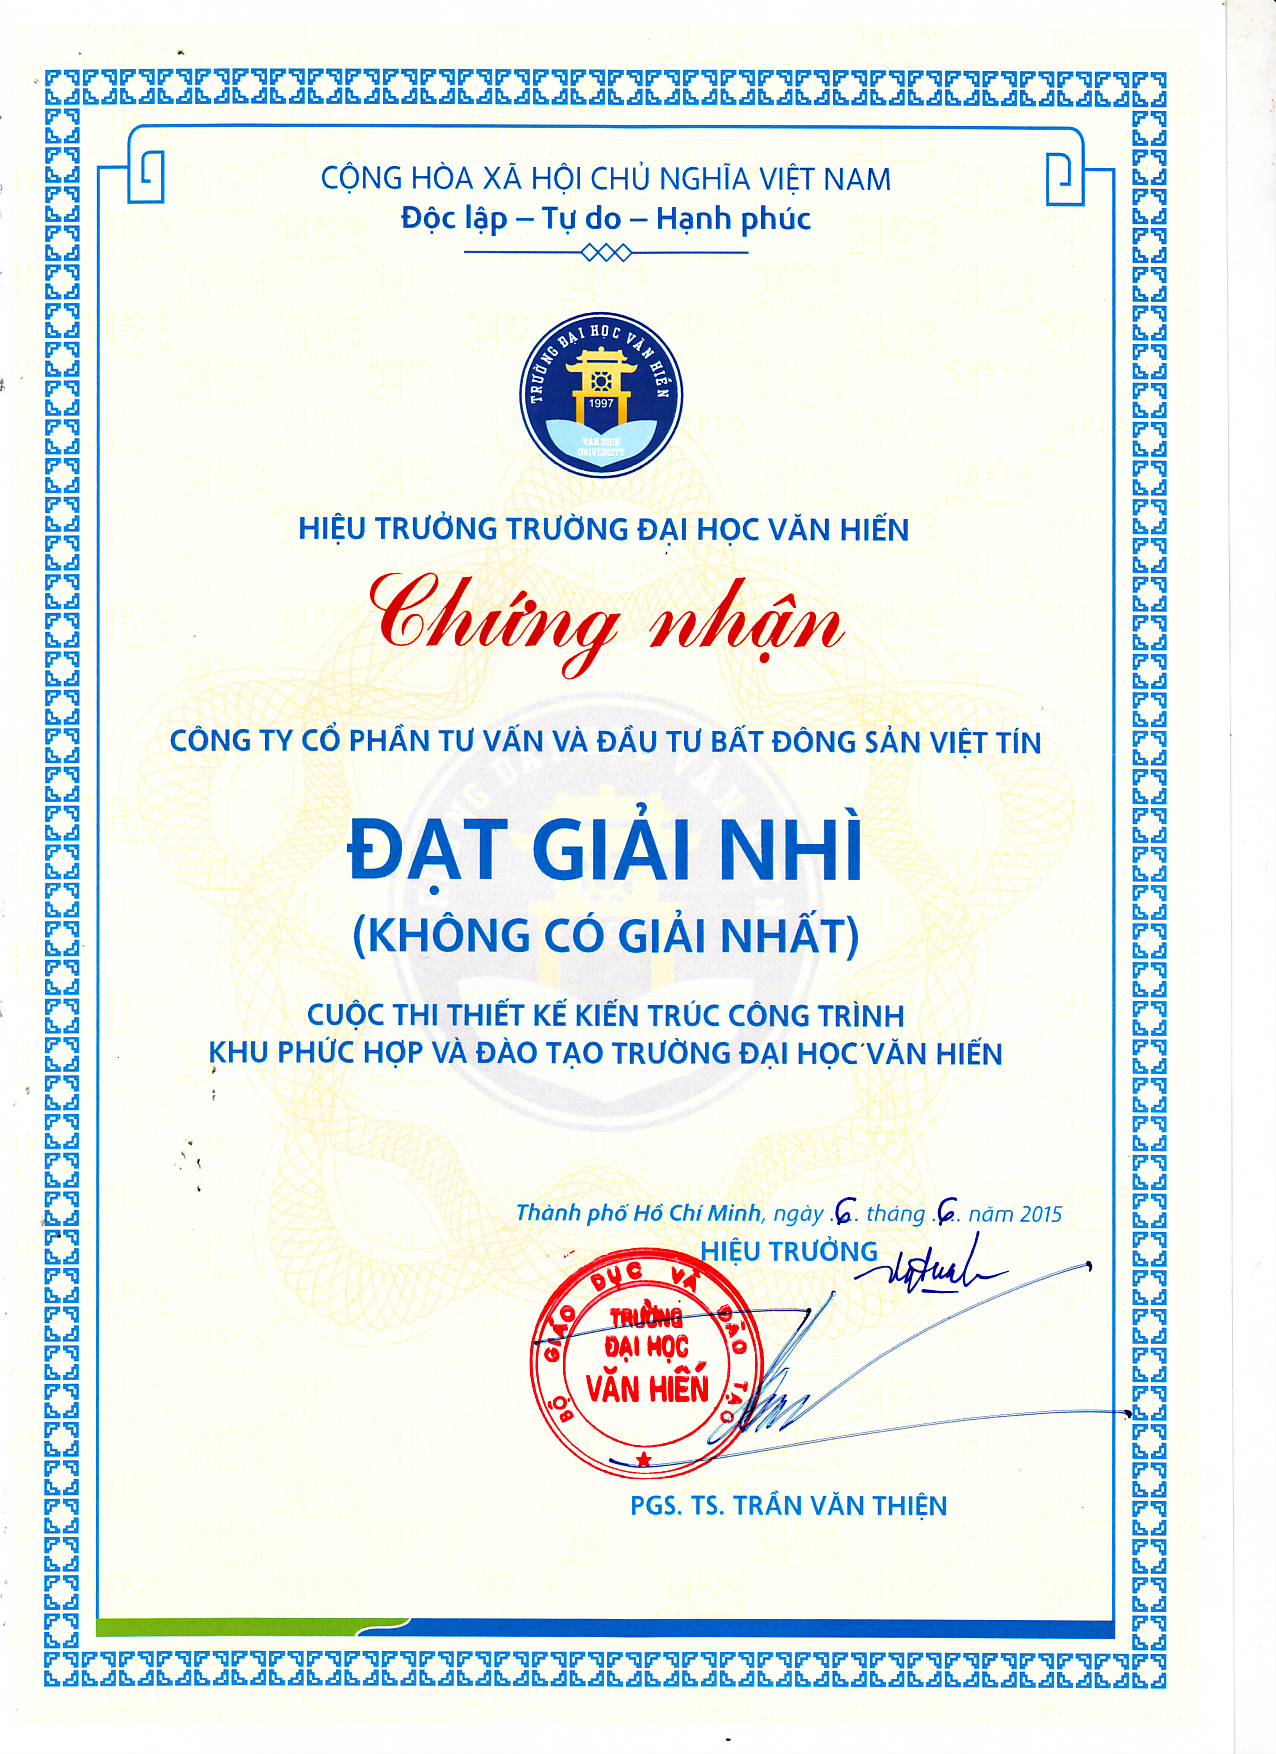 CỘNG HÒA XÃ HỘI CHỦ NGHĨA VIỆT NAM
Độc lập – Tự do – Hạnh phúc
TRƯỜNG ĐẠI HỌC VĂN HIẾN
1997
VAN HIEN
UNIVERSITY
HIỆU TRƯỞNG TRƯỜNG ĐẠI HỌC VĂN HIẾN
Chứng nhận
CÔNG TY CỔ PHẦN TƯ VẤN VÀ ĐẦU TƯ BẤT ĐÔNG SẢN VIỆT TÍN
ĐẠT GIẢI NHÌ
(KHÔNG CÓ GIẢI NHẤT)
CUỘC THI THIẾT KẾ KIẾN TRÚC CÔNG TRÌNH
KHU PHỨC HỢP VÀ ĐÀO TẠO TRƯỜNG ĐẠI HỌC VĂN HIẾN
Thành phố Hồ Chí Minh, ngày .6.. tháng .6.. năm 2015
HIỆU TRƯỞNG
BỘ GIÁO DỤC VÀ ĐÀO TẠO
TRƯỜNG
ĐẠI HỌC
VĂN HIẾN
PGS. TS. TRẦN VĂN THIỆN